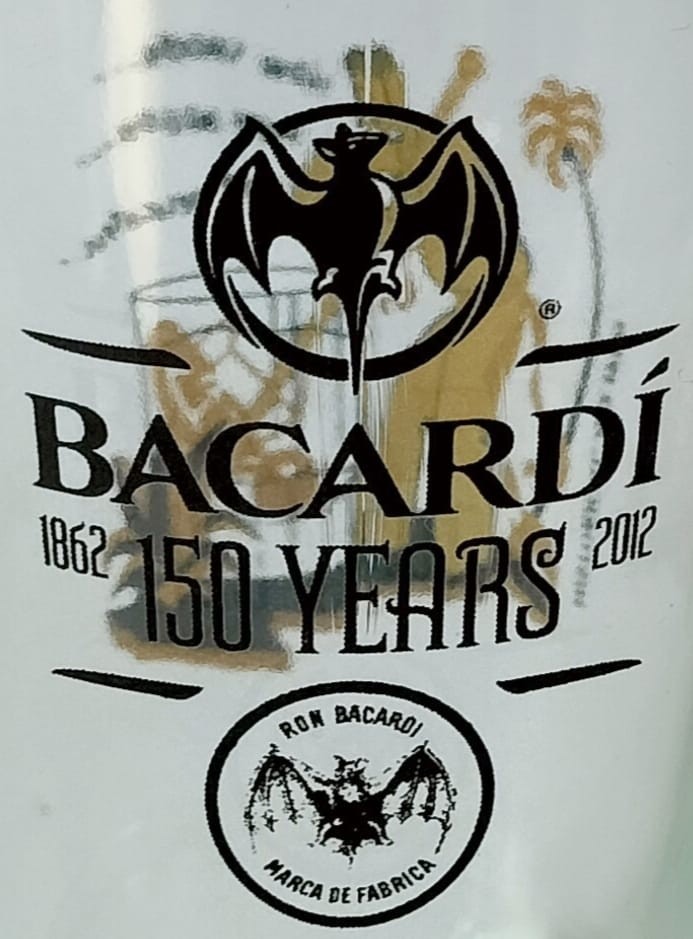 ®
BACARDÍ
1862 150 YEARS 2012
RON BACARDI
MARCA DE FABRICA